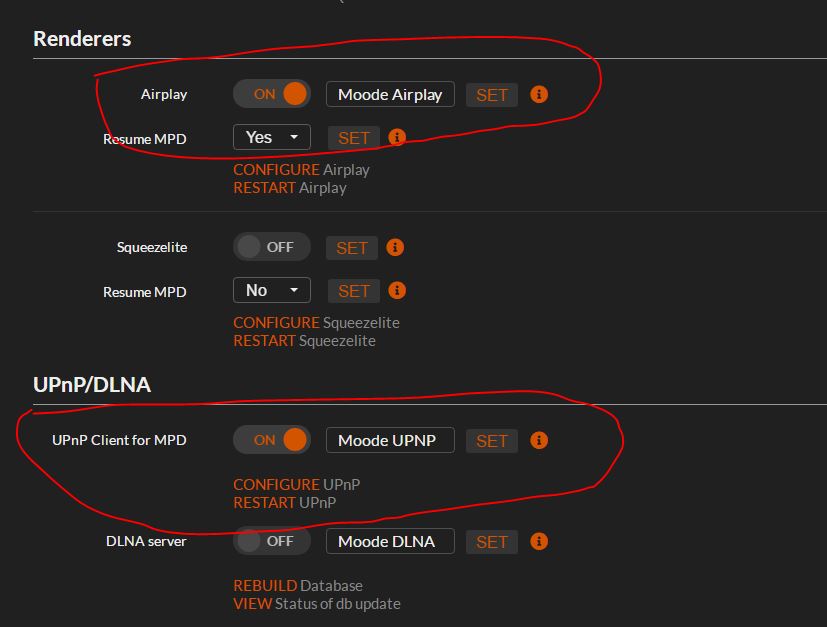 Renderers
Airplay ON Moode Airplay SET i
Resume MPD Yes SET i
CONFIGURE Airplay
RESTART Airplay
Squeezelite OFF SET i
Resume MPD No SET i
CONFIGURE Squeezelite
RESTART Squeezelite
UPnP/DLNA
UPnP Client for MPD ON Moode UPNP SET i
CONFIGURE UPnP
RESTART UPnP
DLNA server OFF Moode DLNA SET i
REBUILD Database
VIEW Status of db update